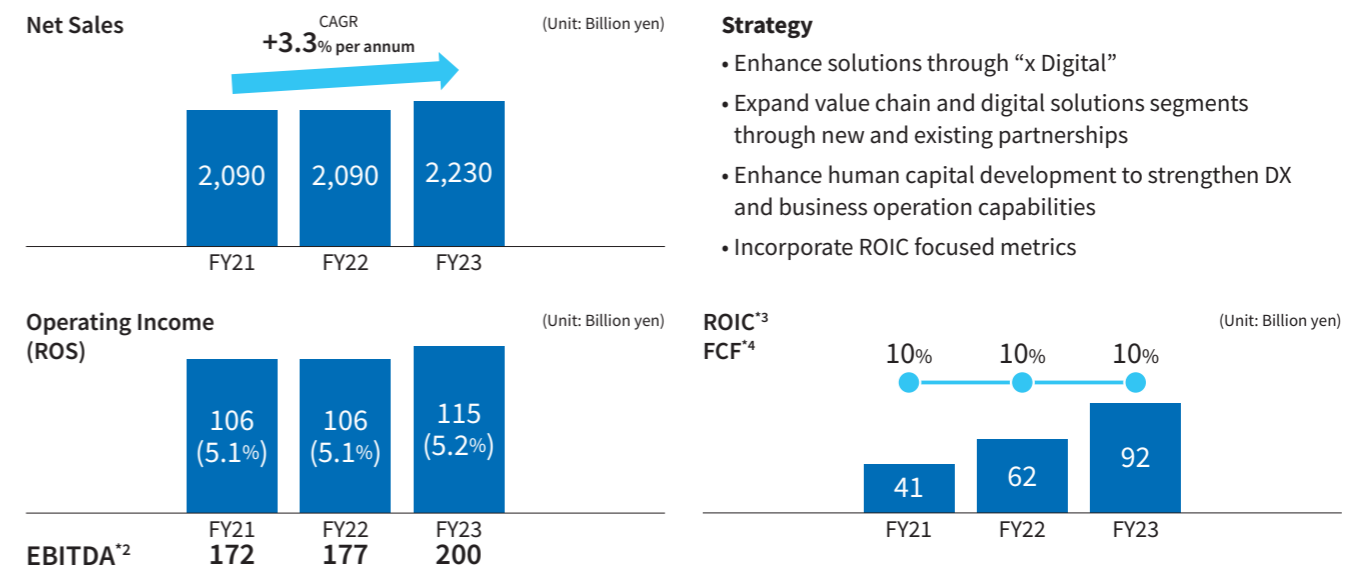 Net Sales
(Unit: Billion yen)
CAGR
+3.3% per annum
2,090
2,090
2,230
FY21
FY22
FY23
Strategy
• Enhance solutions through “x Digital”
• Expand value chain and digital solutions segments
through new and existing partnerships
• Enhance human capital development to strengthen DX
and business operation capabilities
• Incorporate ROIC focused metrics
Operating Income
(ROS)
(Unit: Billion yen)
106
(5.1%)
106
(5.1%)
115
(5.2%)
FY21
FY22
FY23
EBITDA*2
172
177
200
ROIC*3
FCF*4
(Unit: Billion yen)
10%
10%
10%
41
62
92
FY21
FY22
FY23